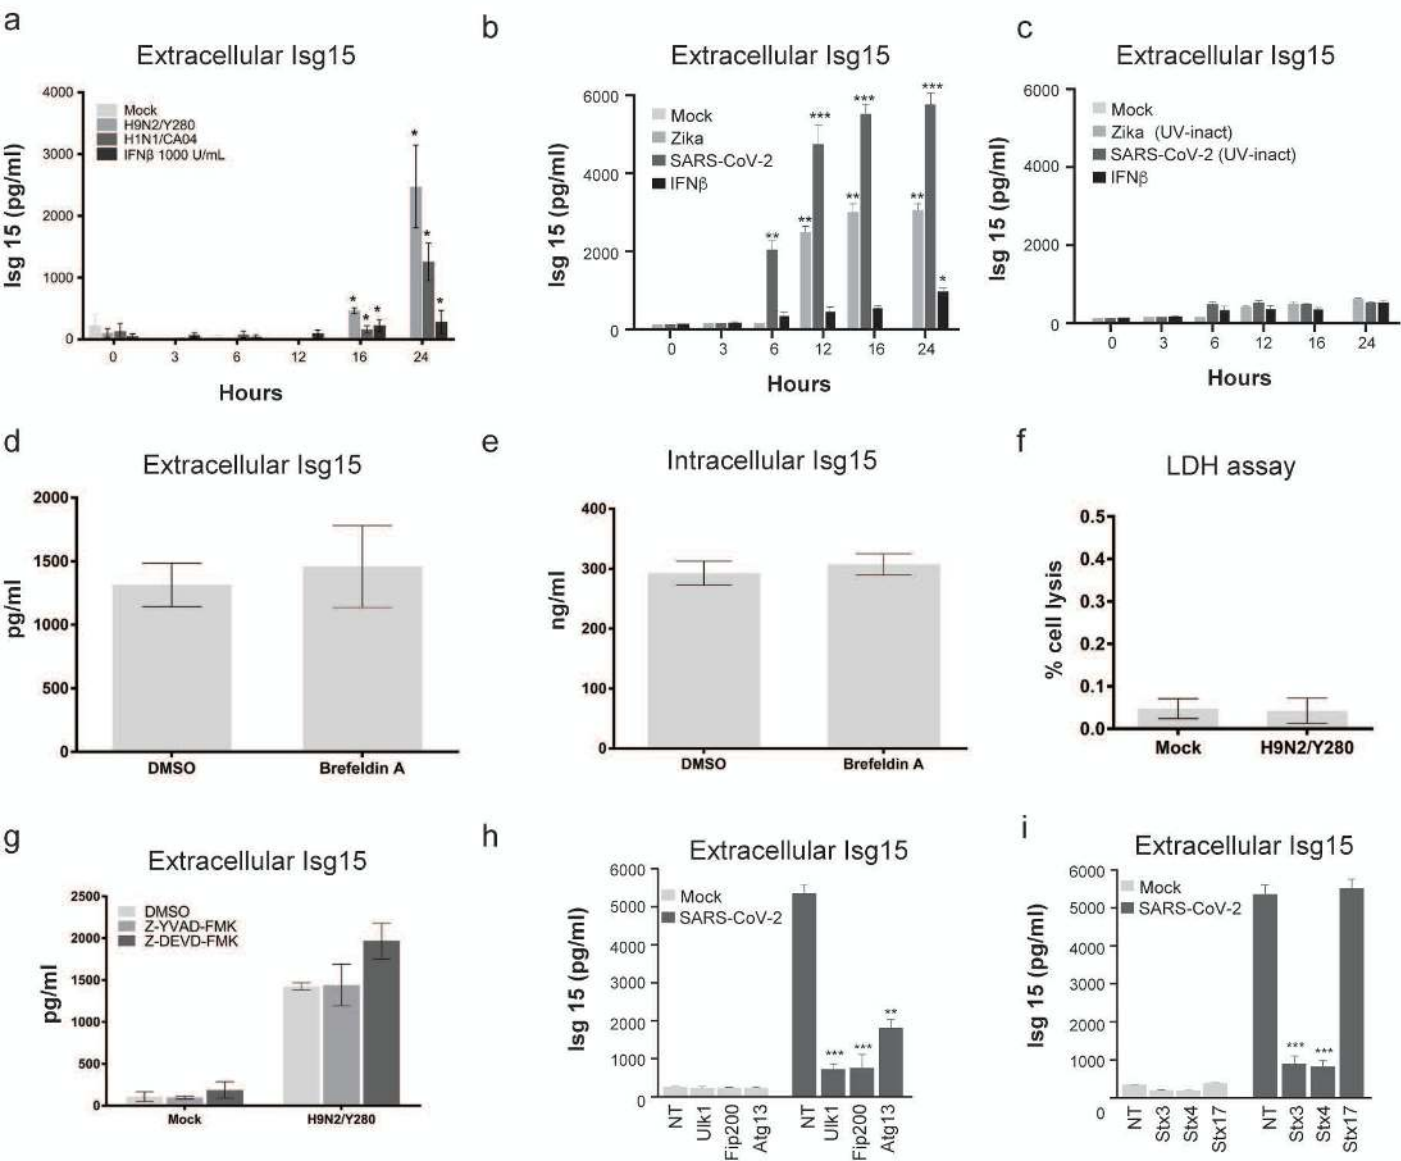 a
Extracellular Isg15
Isg 15 (pg/ml)
4000
3000
2000
1000
0
Mock
H9N2/Y280
H1N1/CA04
IFNβ 1000 U/mL
* * * * * *
0 3 6 12 16 24
Hours
b
Extracellular Isg15
Isg 15 (pg/ml)
6000
4000
2000
0
Mock
Zika
SARS-CoV-2
IFNβ
** ** *** ** *** ** *** *
0 3 6 12 16 24
Hours
c
Extracellular Isg15
Isg 15 (pg/ml)
6000
4000
2000
0
Mock
Zika (UV-inact)
SARS-CoV-2 (UV-inact)
IFNβ
0 3 6 12 16 24
Hours
d
Extracellular Isg15
pg/ml
2000
1500
1000
500
0
DMSO Brefeldin A
e
Intracellular Isg15
ng/ml
400
300
200
100
0
DMSO Brefeldin A
f
LDH assay
% cell lysis
0.5
0.4
0.3
0.2
0.1
0.0
Mock H9N2/Y280
g
Extracellular Isg15
pg/ml
2500
2000
1500
1000
500
0
DMSO
Z-YVAD-FMK
Z-DEVD-FMK
Mock H9N2/Y280
h
Extracellular Isg15
Isg 15 (pg/ml)
6000
5000
4000
3000
2000
1000
0
Mock
SARS-CoV-2
*** *** **
NT Ulk1 Fip200 Atg13 NT Ulk1 Fip200 Atg13
i
Extracellular Isg15
Isg 15 (pg/ml)
6000
5000
4000
3000
2000
1000
0
Mock
SARS-CoV-2
*** ***
NT Stx3 Stx4 Stx17 NT Stx3 Stx4 Stx17